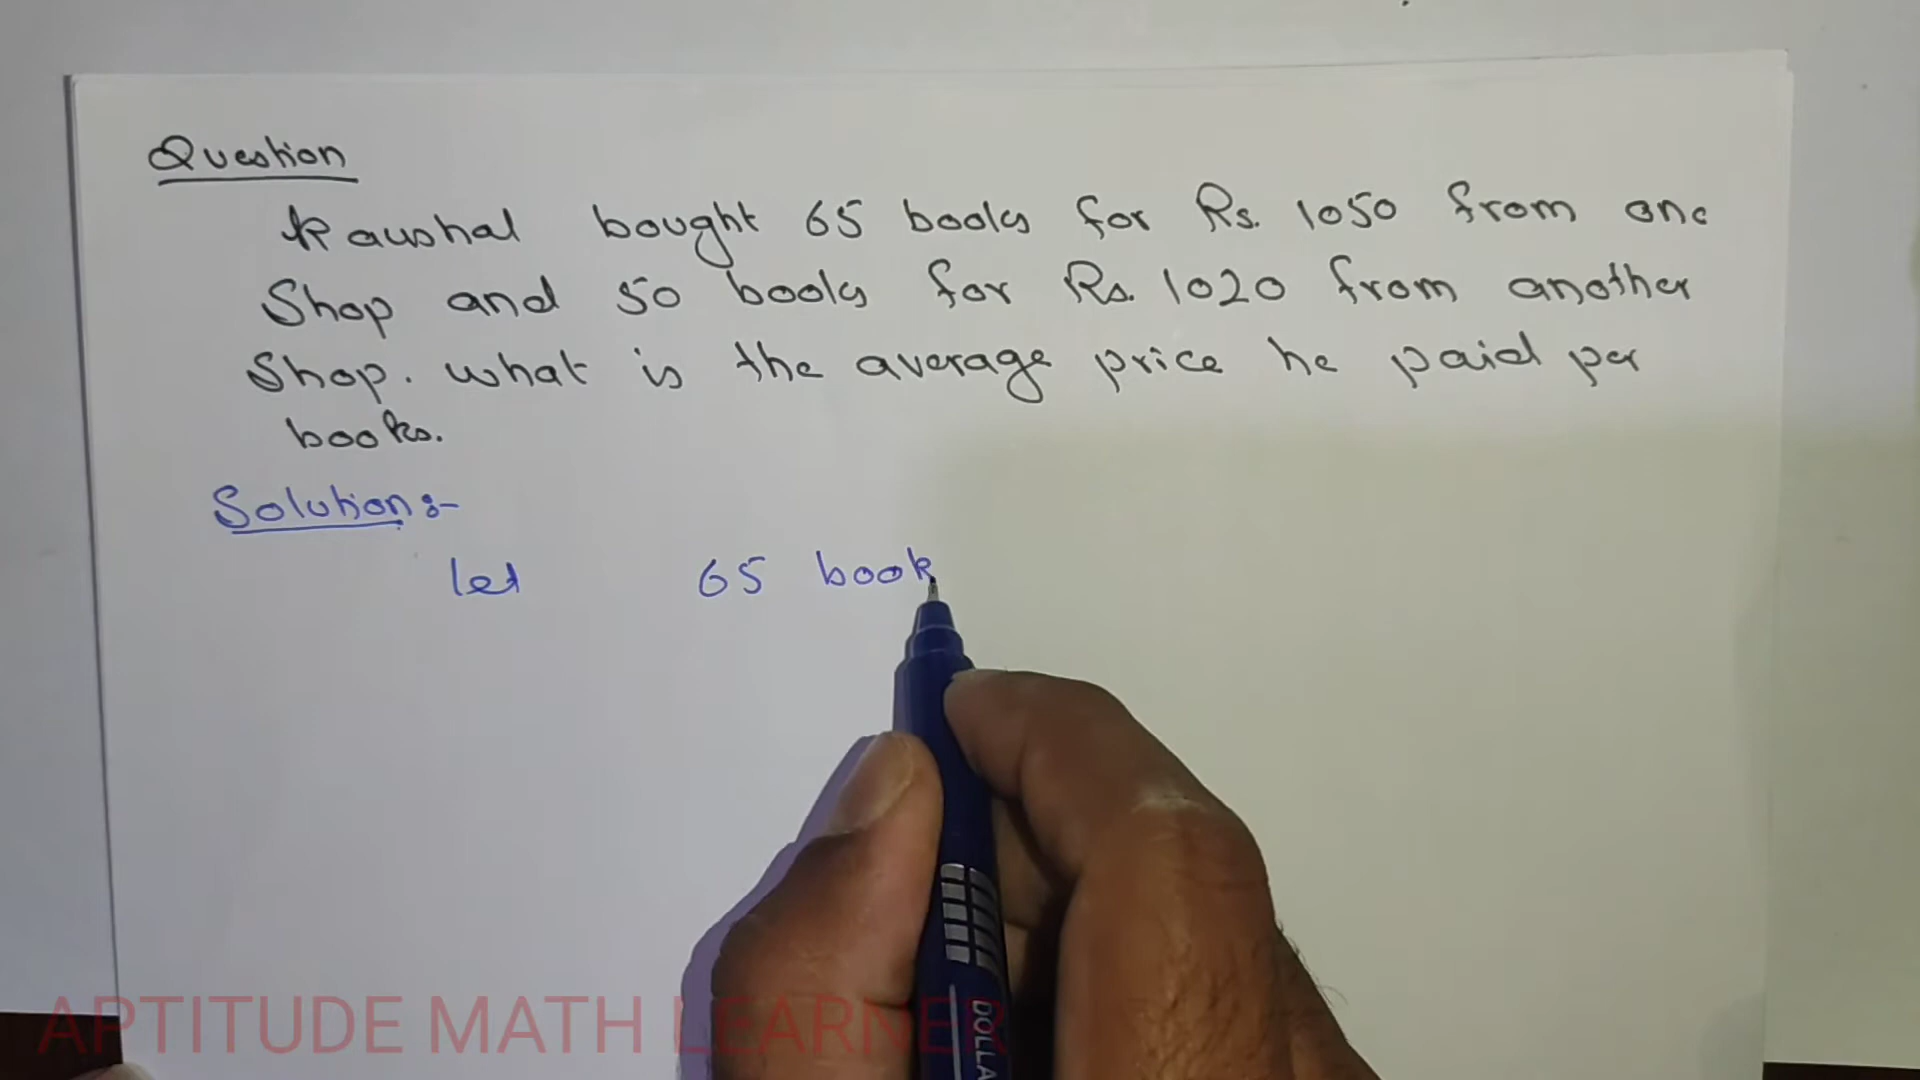 Question
Kaushal bought 65 books for Rs. 1050 from one
Shop and 50 books for Rs. 1020 from another
Shop. what is the average price he paid per
books.
Solution:-
let 65 book
APTITUDE MATH LEARNER
DOLLA